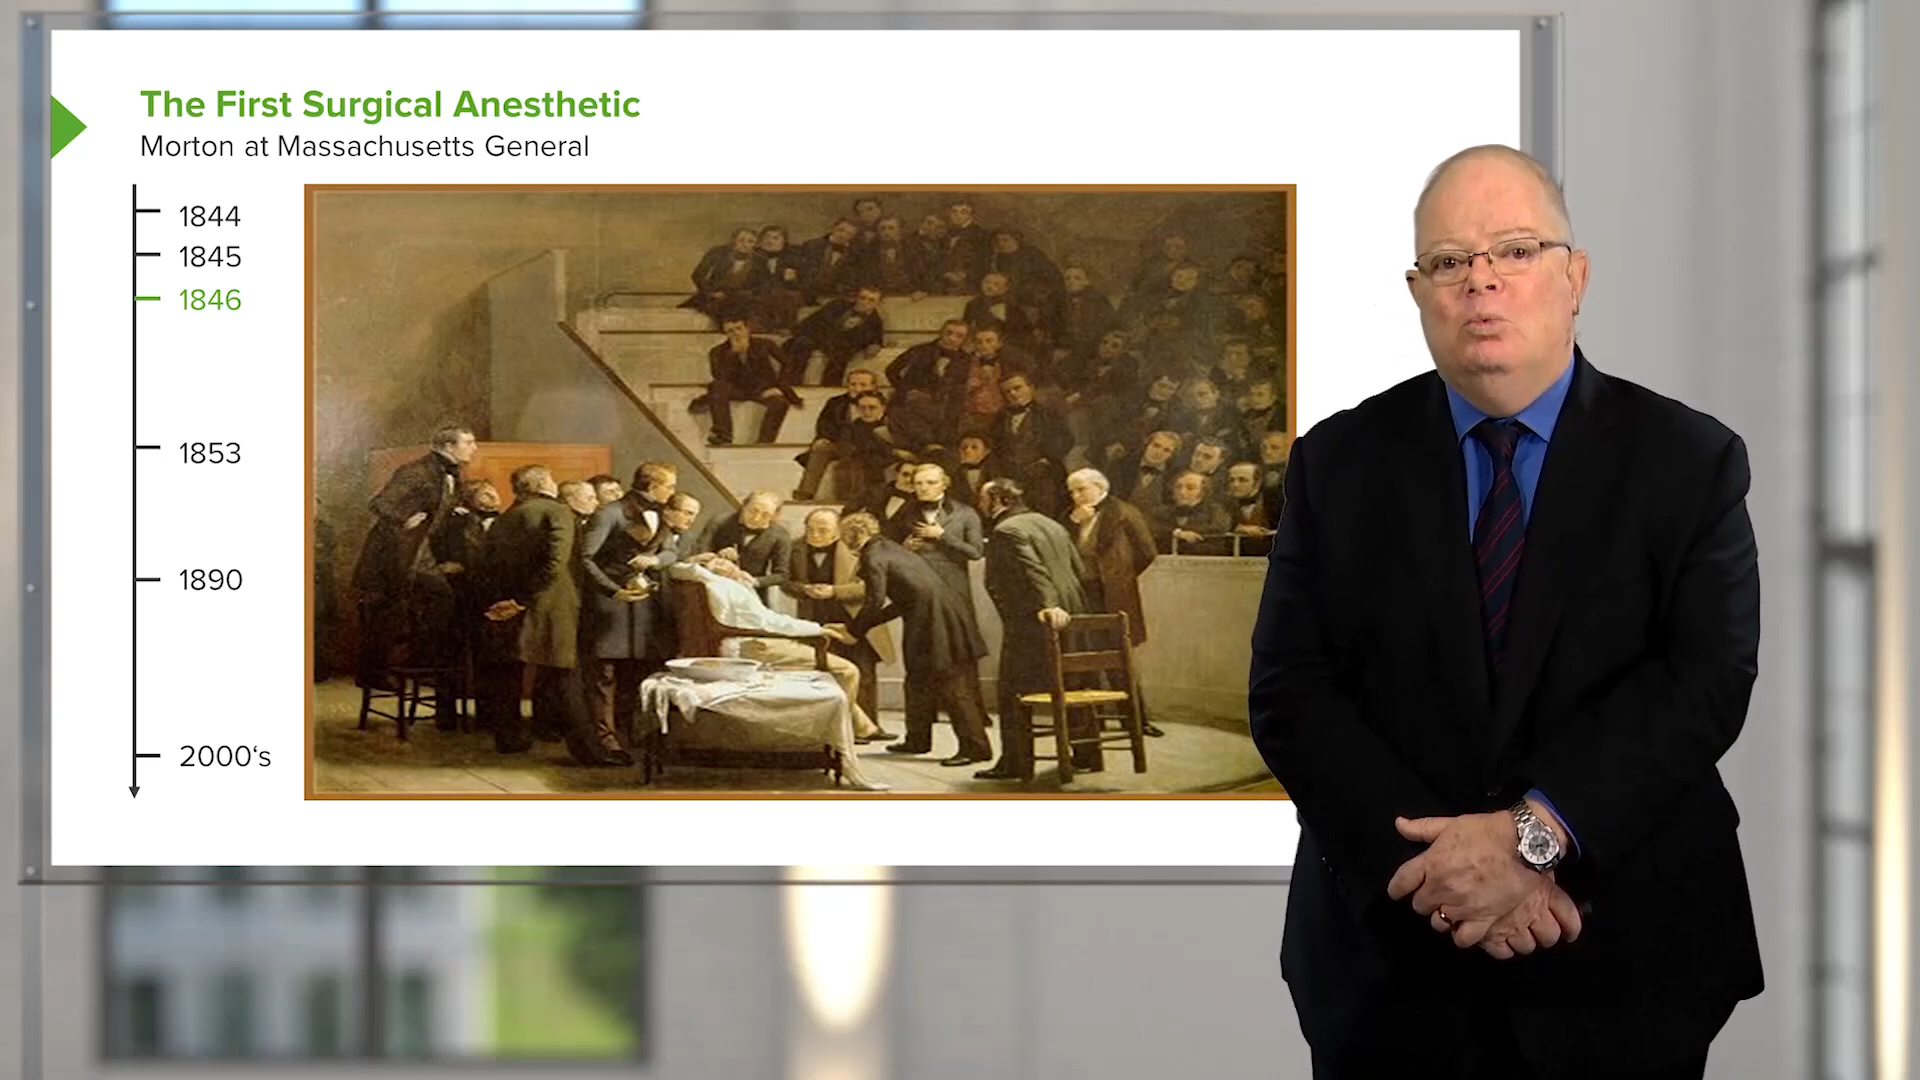 The First Surgical Anesthetic
Morton at Massachusetts General
1844
1845
1846
1853
1890
2000‘s